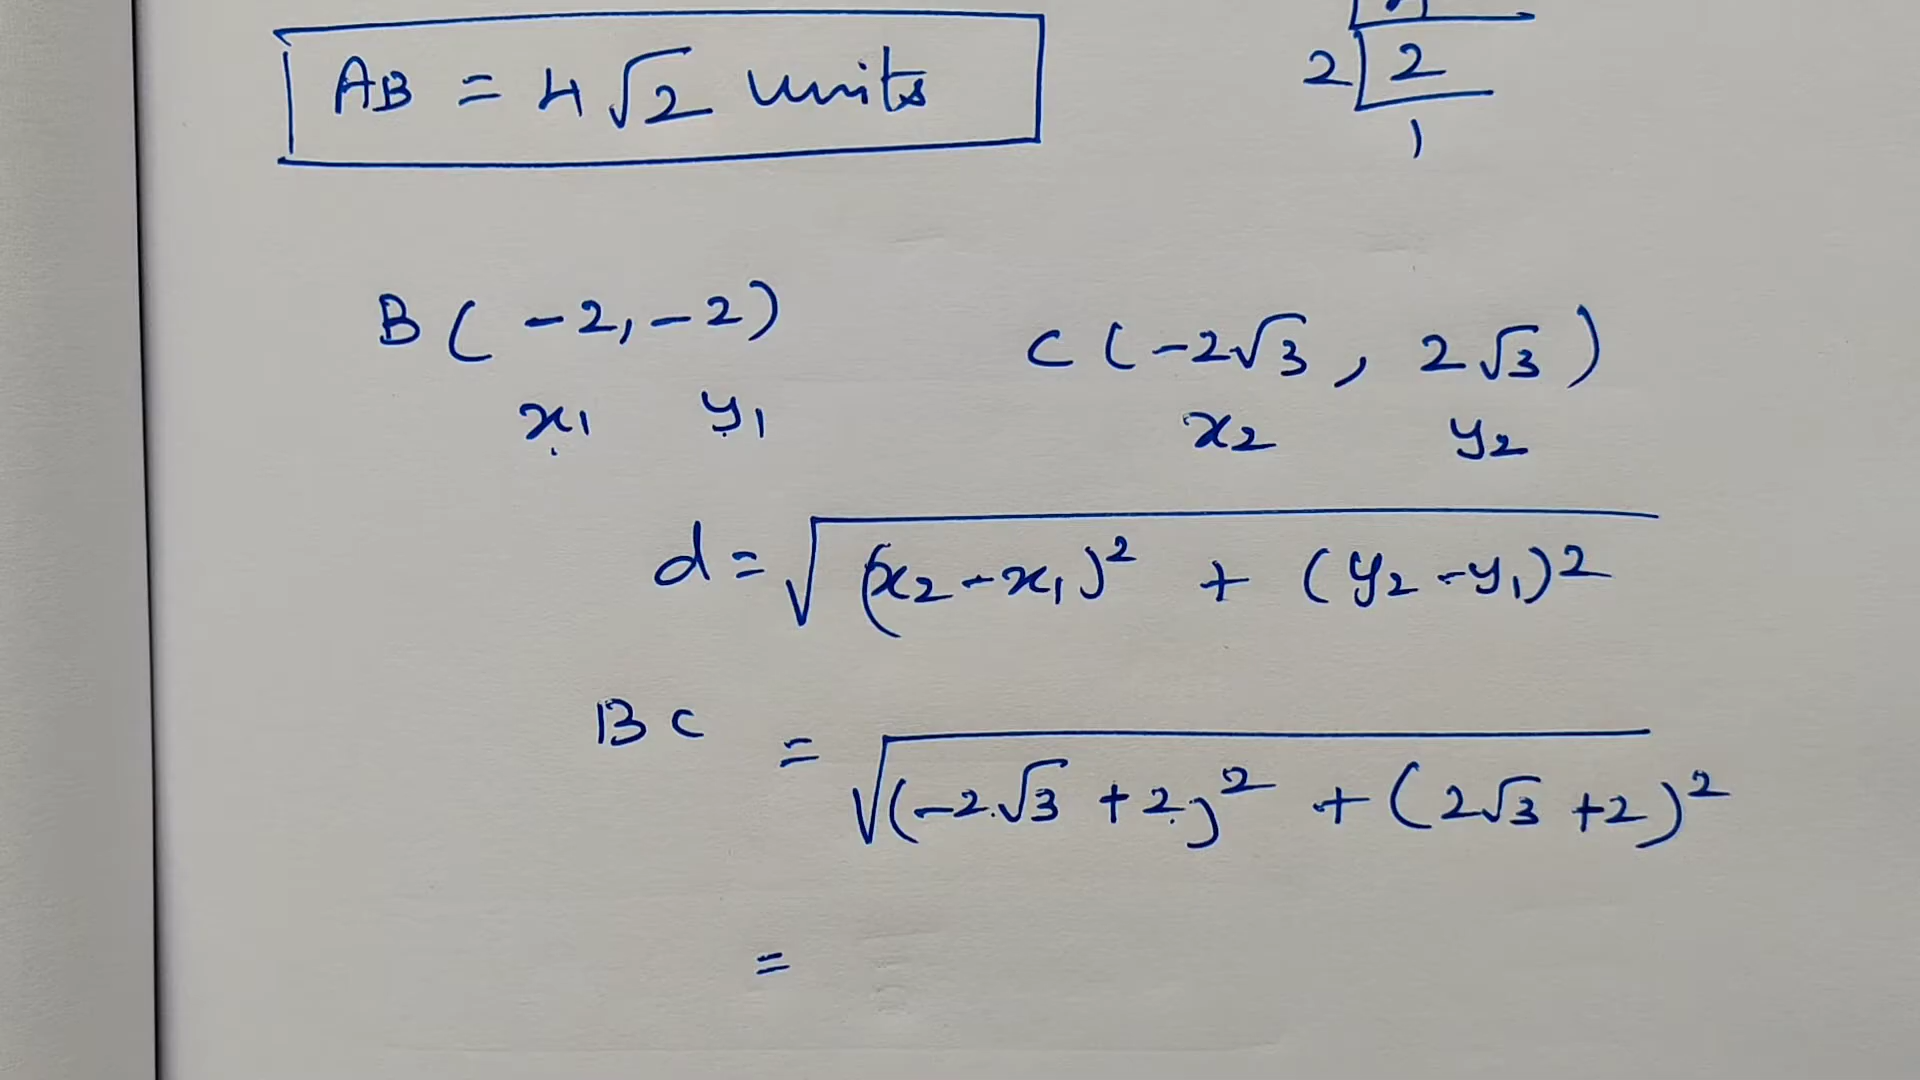 AB = 4√2 units
2 | 2
1
B(-2, -2) C(-2√3, 2√3)
x1 y1 x2 y2
d = √(x2 - x1)² + (y2 - y1)²
BC = √(-2√3 + 2)² + (2√3 + 2)²
=